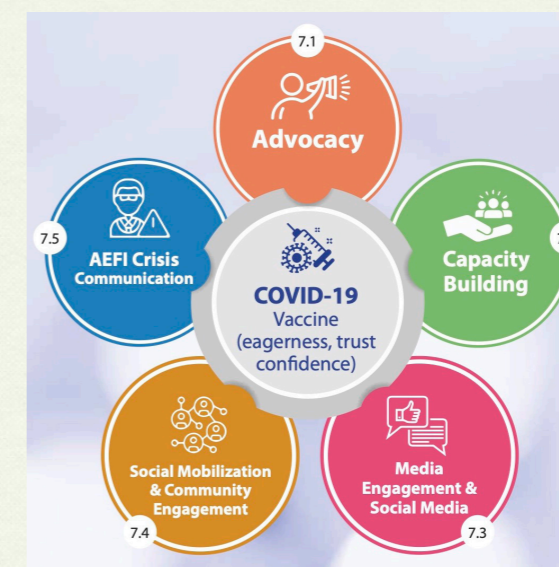 7.1
Advocacy
7.5
AEFI Crisis
Communication
Capacity
Building
COVID-19
Vaccine
(eagerness, trust
confidence)
Social Mobilization
& Community
Engagement
7.4
Media
Engagement &
Social Media
7.3